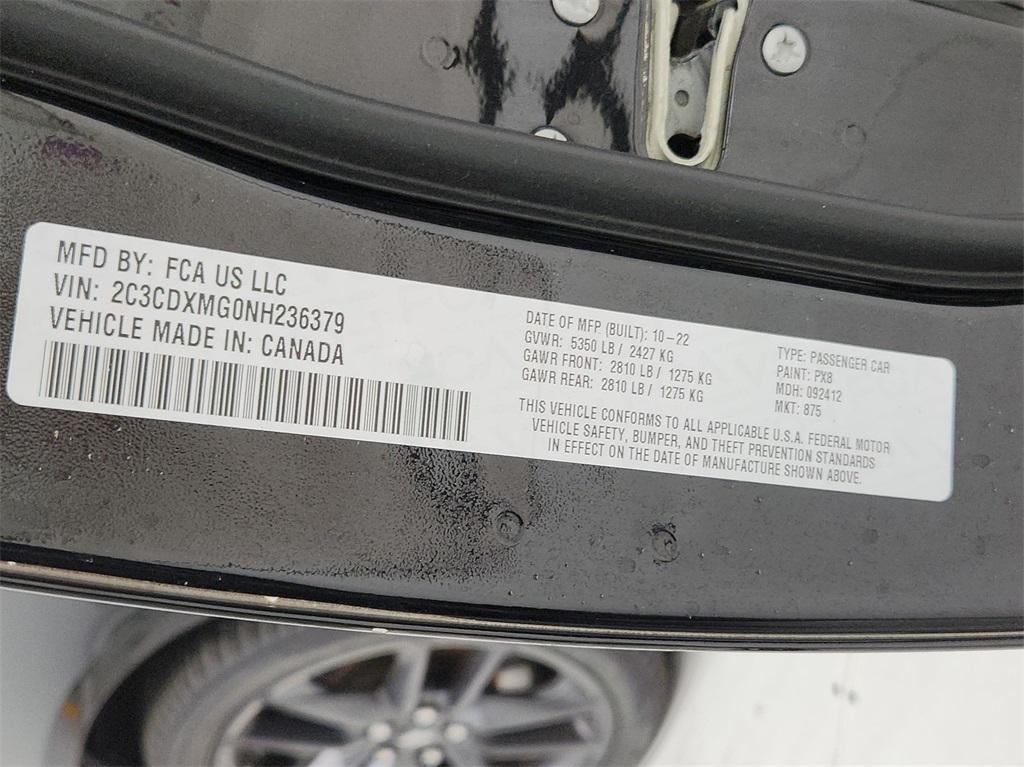 MFD BY: FCA US LLC
VIN: 2C3CDXMG0NH236379
VEHICLE MADE IN: CANADA
DATE OF MFP. (BUILT): 10-22
GVWR: 5350 LB / 2427 KG
GAWR FRONT: 2810 LB / 1275 KG
GAWR REAR: 2810 LB / 1275 KG
TYPE: PASSENGER CAR
PAINT: PX8
MDH: 092412
MKT: 875
THIS VEHICLE CONFORMS TO ALL APPLICABLE U.S.A. FEDERAL MOTOR
VEHICLE SAFETY, BUMPER, AND THEFT PREVENTION STANDARDS
IN EFFECT ON THE DATE OF MANUFACTURE SHOWN ABOVE.